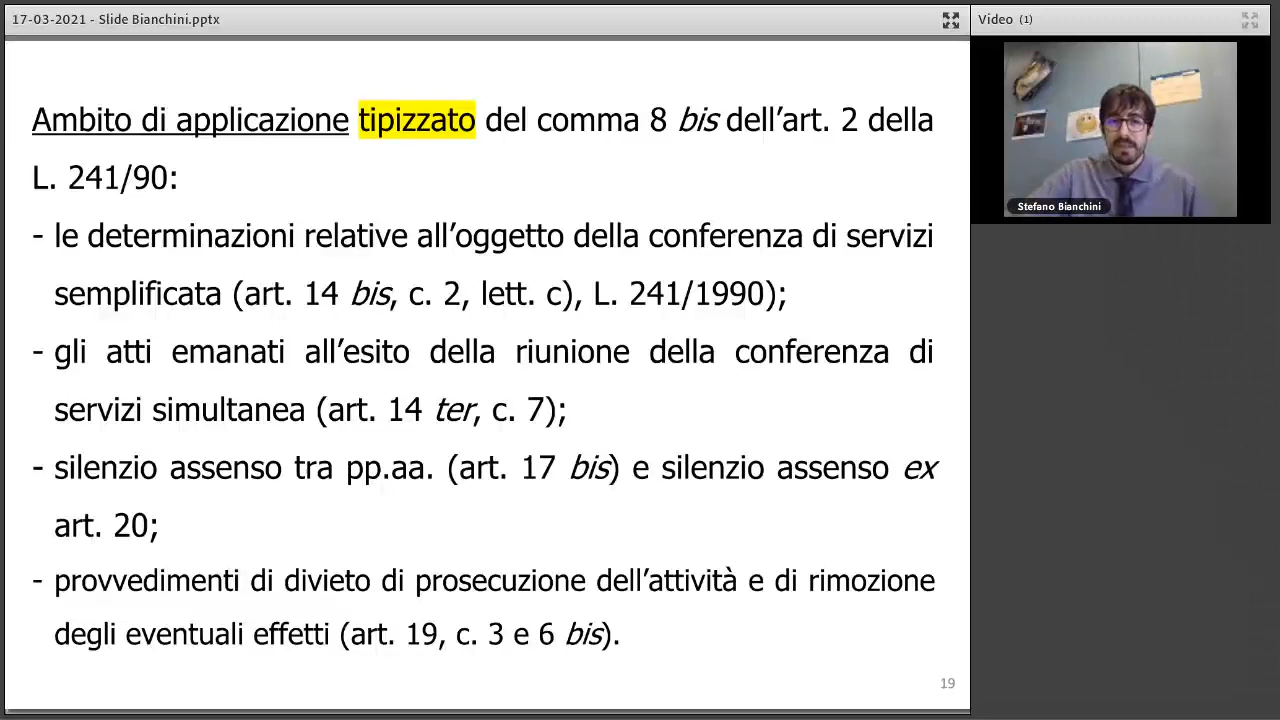 17-03-2021 - Slide Bianchini.pptx
Video (1)
Ambito di applicazione tipizzato del comma 8 bis dell’art. 2 della
L. 241/90:
- le determinazioni relative all’oggetto della conferenza di servizi
semplificata (art. 14 bis, c. 2, lett. c), L. 241/1990);
- gli atti emanati all’esito della riunione della conferenza di
servizi simultanea (art. 14 ter, c. 7);
- silenzio assenso tra pp.aa. (art. 17 bis) e silenzio assenso ex
art. 20;
- provvedimenti di divieto di prosecuzione dell’attività e di rimozione
degli eventuali effetti (art. 19, c. 3 e 6 bis).
19
Stefano Bianchini